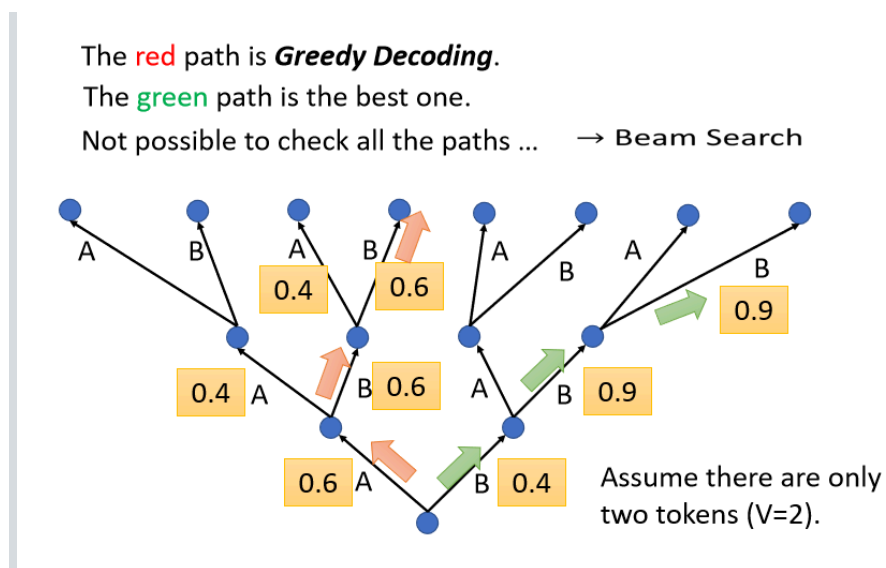 The red path is Greedy Decoding.
The green path is the best one.
Not possible to check all the paths ... → Beam Search
A B A B A B A B
0.4 0.6 0.9
0.4 A B 0.6 A B 0.9
0.6 A B 0.4
Assume there are only
two tokens (V=2).